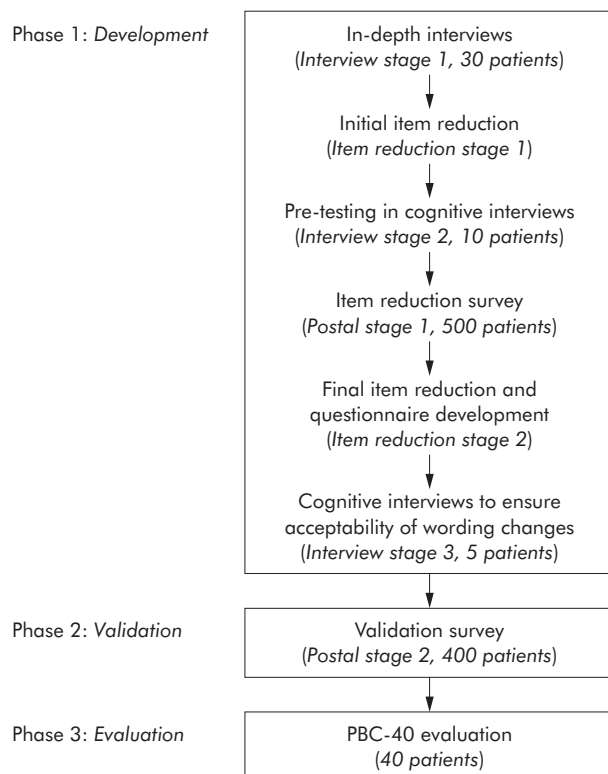 Phase 1: Development
In-depth interviews
(Interview stage 1, 30 patients)
Initial item reduction
(Item reduction stage 1)
Pre-testing in cognitive interviews
(Interview stage 2, 10 patients)
Item reduction survey
(Postal stage 1, 500 patients)
Final item reduction and
questionnaire development
(Item reduction stage 2)
Cognitive interviews to ensure
acceptability of wording changes
(Interview stage 3, 5 patients)
Phase 2: Validation
Validation survey
(Postal stage 2, 400 patients)
Phase 3: Evaluation
PBC-40 evaluation
(40 patients)